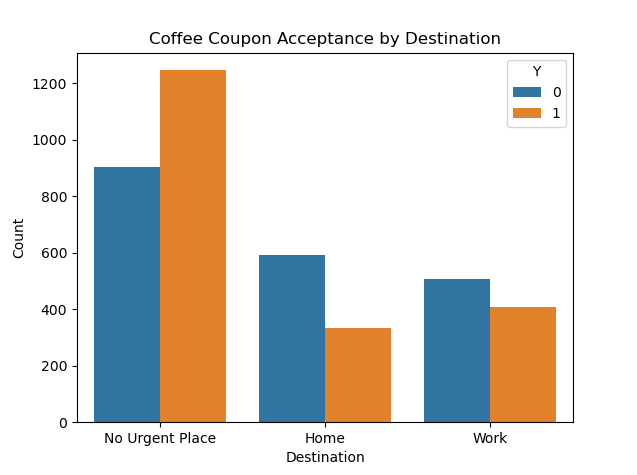 Coffee Coupon Acceptance by Destination
Y
0
1
1200
1000
800
600
400
200
0
Count
No Urgent Place Home Work
Destination